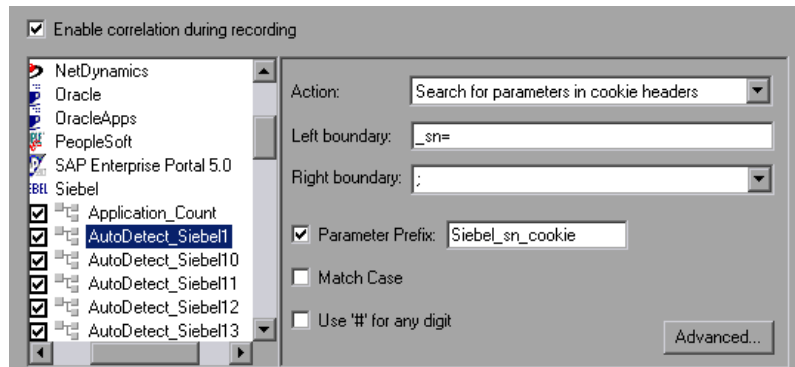 Enable correlation during recording
NetDynamics
Oracle
OracleApps
PeopleSoft
SAP Enterprise Portal 5.0
Siebel
Application_Count
AutoDetect_Siebel1
AutoDetect_Siebel10
AutoDetect_Siebel11
AutoDetect_Siebel12
AutoDetect_Siebel13
Action: Search for parameters in cookie headers
Left boundary: _sn=
Right boundary: ;
Parameter Prefix: Siebel_sn_cookie
Match Case
Use '#' for any digit
Advanced...